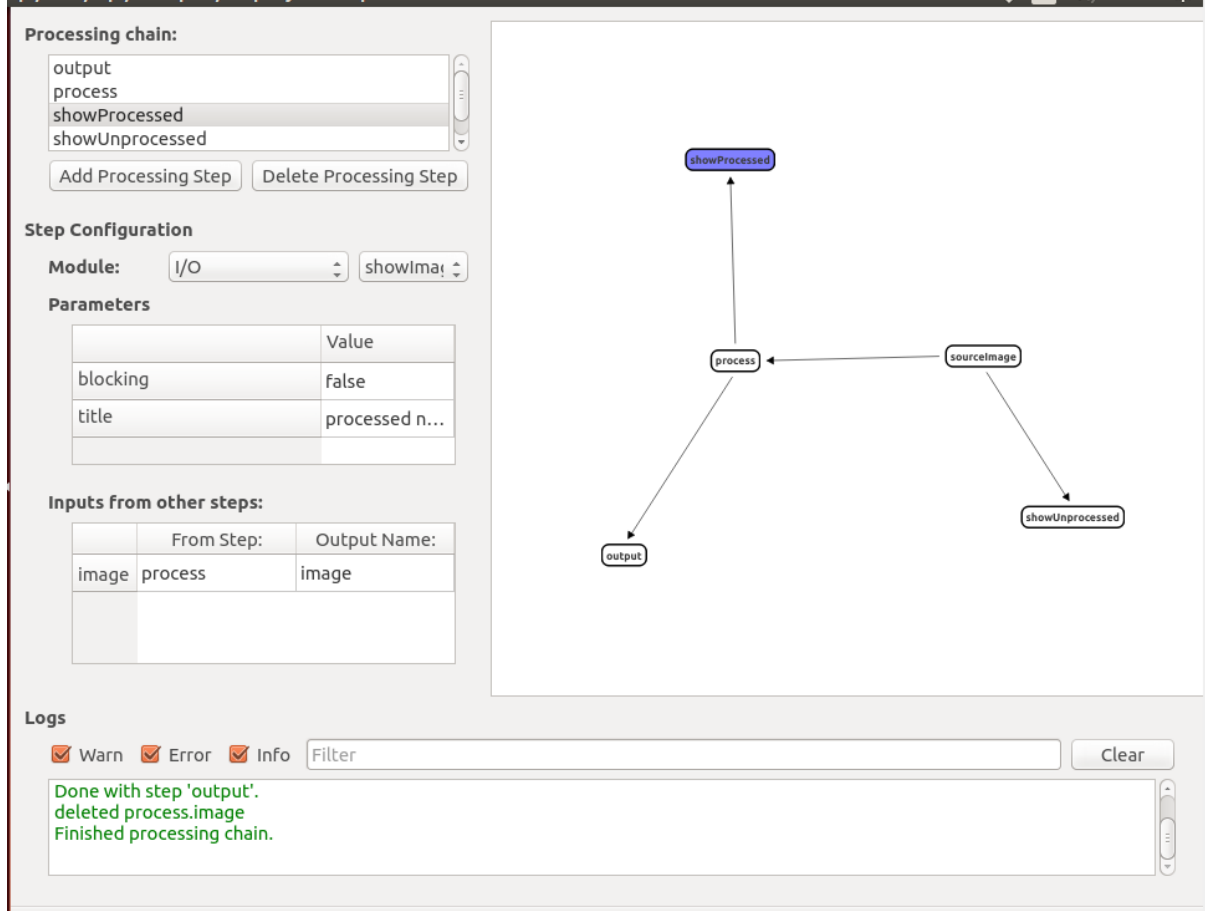 Processing chain:
output
process
showProcessed
showUnprocessed
Add Processing Step Delete Processing Step
Step Configuration
Module: I/O showImag
Parameters
Value
blocking false
title processed n...
Inputs from other steps:
From Step: Output Name:
image process image
showProcessed
process
sourceImage
showUnprocessed
output
Logs
Warn Error Info Filter Clear
Done with step 'output'.
deleted process.image
Finished processing chain.